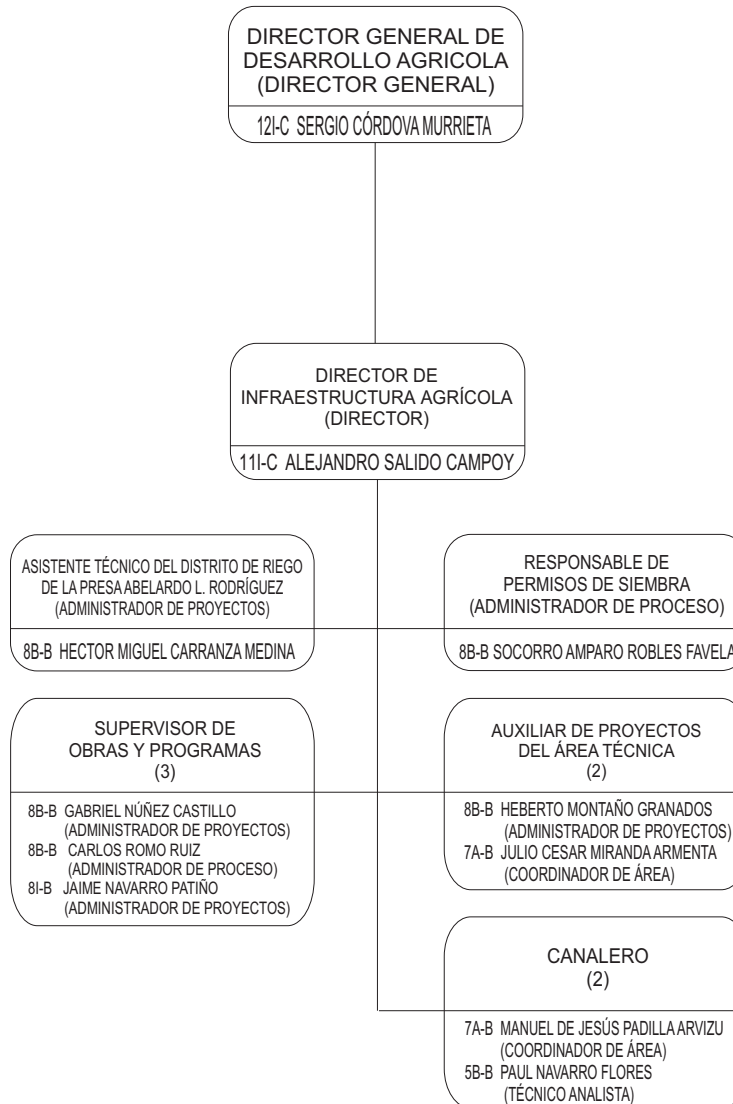 DIRECTOR GENERAL DE
DESARROLLO AGRICOLA
(DIRECTOR GENERAL)
12I-C SERGIO CÓRDOVA MURRIETA
DIRECTOR DE
INFRAESTRUCTURA AGRÍCOLA
(DIRECTOR)
11I-C ALEJANDRO SALIDO CAMPOY
ASISTENTE TÉCNICO DEL DISTRITO DE RIEGO
DE LA PRESA ABELARDO L. RODRÍGUEZ
(ADMINISTRADOR DE PROYECTOS)
8B-B HECTOR MIGUEL CARRANZA MEDINA
RESPONSABLE DE
PERMISOS DE SIEMBRA
(ADMINISTRADOR DE PROCESO)
8B-B SOCORRO AMPARO ROBLES FAVELA
SUPERVISOR DE
OBRAS Y PROGRAMAS
(3)
8B-B GABRIEL NÚÑEZ CASTILLO
(ADMINISTRADOR DE PROYECTOS)
8B-B CARLOS ROMO RUIZ
(ADMINISTRADOR DE PROCESO)
8I-B JAIME NAVARRO PATIÑO
(ADMINISTRADOR DE PROYECTOS)
AUXILIAR DE PROYECTOS
DEL ÁREA TÉCNICA
(2)
8B-B HEBERTO MONTAÑO GRANADOS
(ADMINISTRADOR DE PROYECTOS)
7A-B JULIO CESAR MIRANDA ARMENTA
(COORDINADOR DE ÁREA)
CANALERO
(2)
7A-B MANUEL DE JESÚS PADILLA ARVIZU
(COORDINADOR DE ÁREA)
5B-B PAUL NAVARRO FLORES
(TÉCNICO ANALISTA)